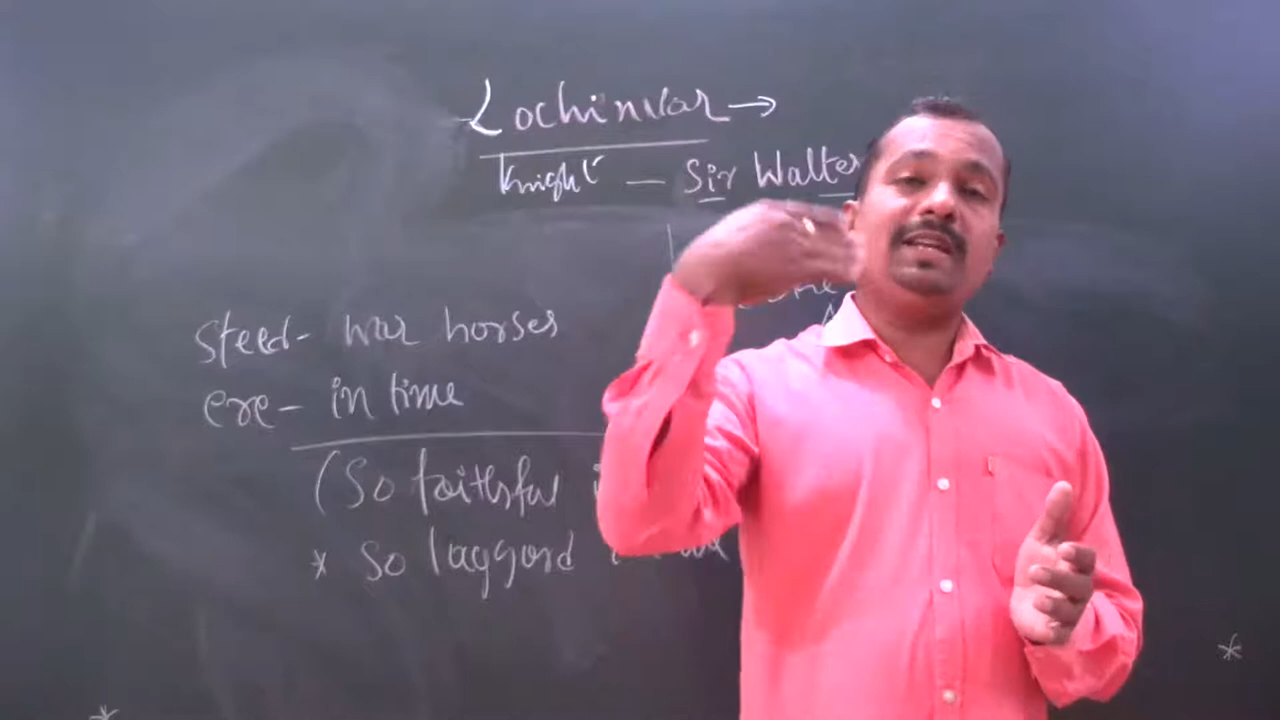 Lochinvar →
Knight — Sir Walter
steed- war horses
ere- in time
(So faithful
* So laggard
*
*